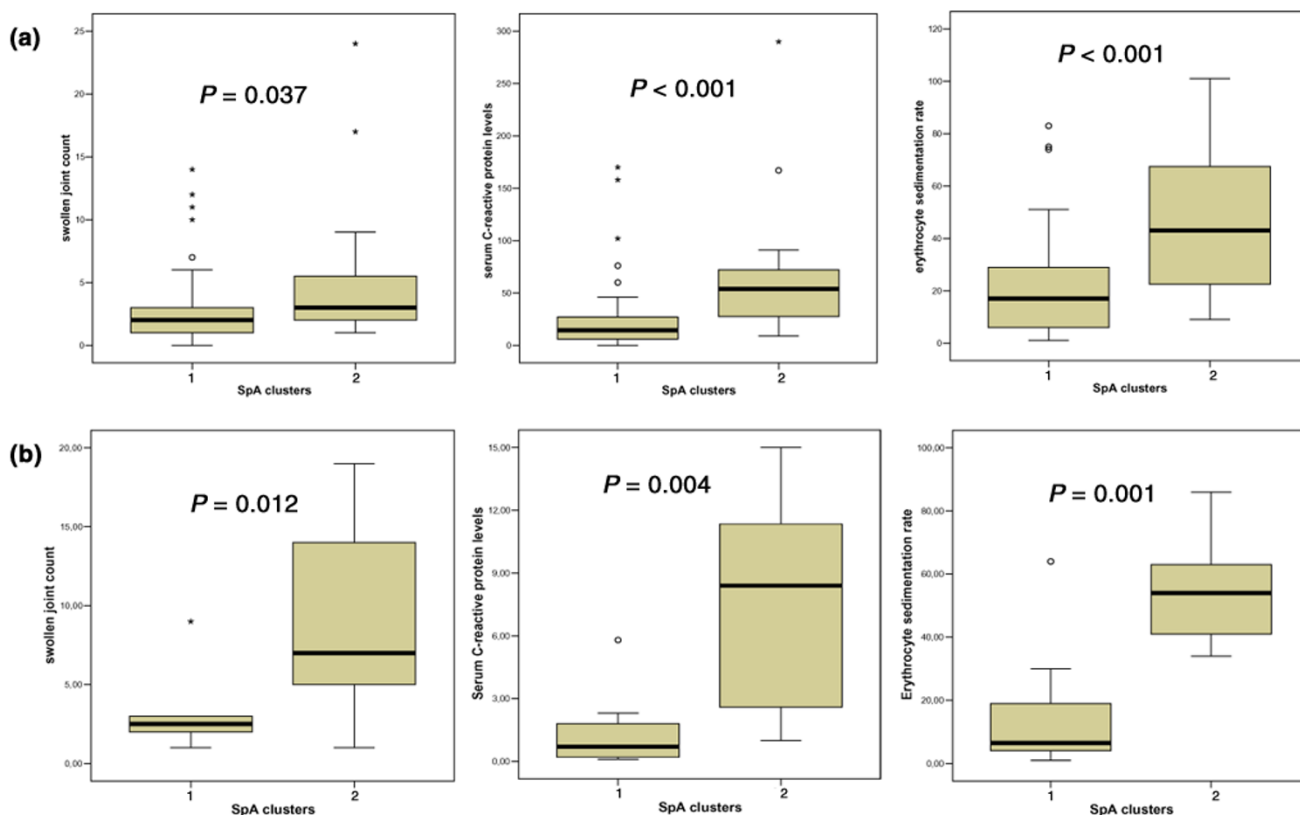 (a)
P = 0.037
swollen joint count
25
20
15
10
5
0
1
2
SpA clusters
P < 0.001
serum C-reactive protein levels
300
250
200
150
100
50
0
1
2
SpA clusters
P < 0.001
erythrocyte sedimentation rate
120
100
80
60
40
20
0
1
2
SpA clusters
(b)
P = 0.012
swollen joint count
20,00
15,00
10,00
5,00
0,00
1
2
SpA clusters
P = 0.004
Serum C-reactive protein levels
15,00
12,00
9,00
6,00
3,00
0,00
1
2
SpA clusters
P = 0.001
Erythrocyte sedimentation rate
100,00
80,00
60,00
40,00
20,00
0,00
1
2
SpA clusters